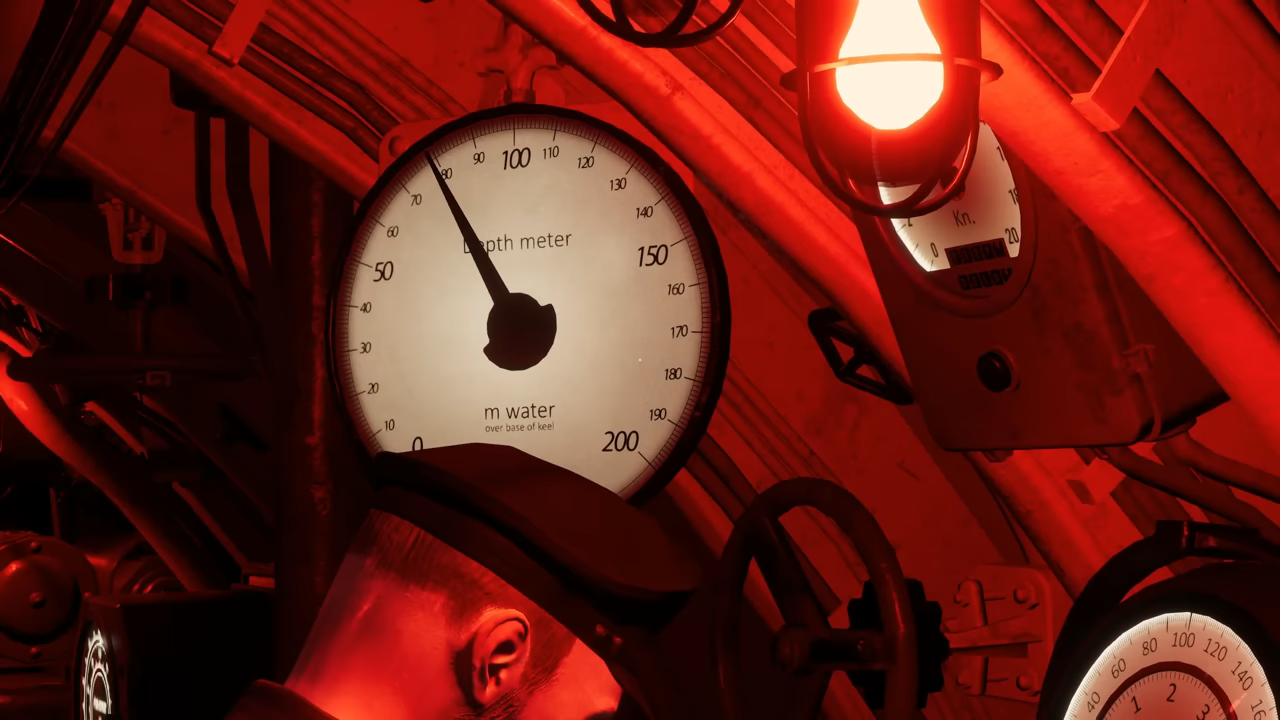 90 100 110
80 120
70 130
60 140
Depth meter
50 150
40 160
30 170
20 180
m water
over base of keel
10 190
0 200
Kn.
0 20
40 60 80 100 120 140
1 2 3